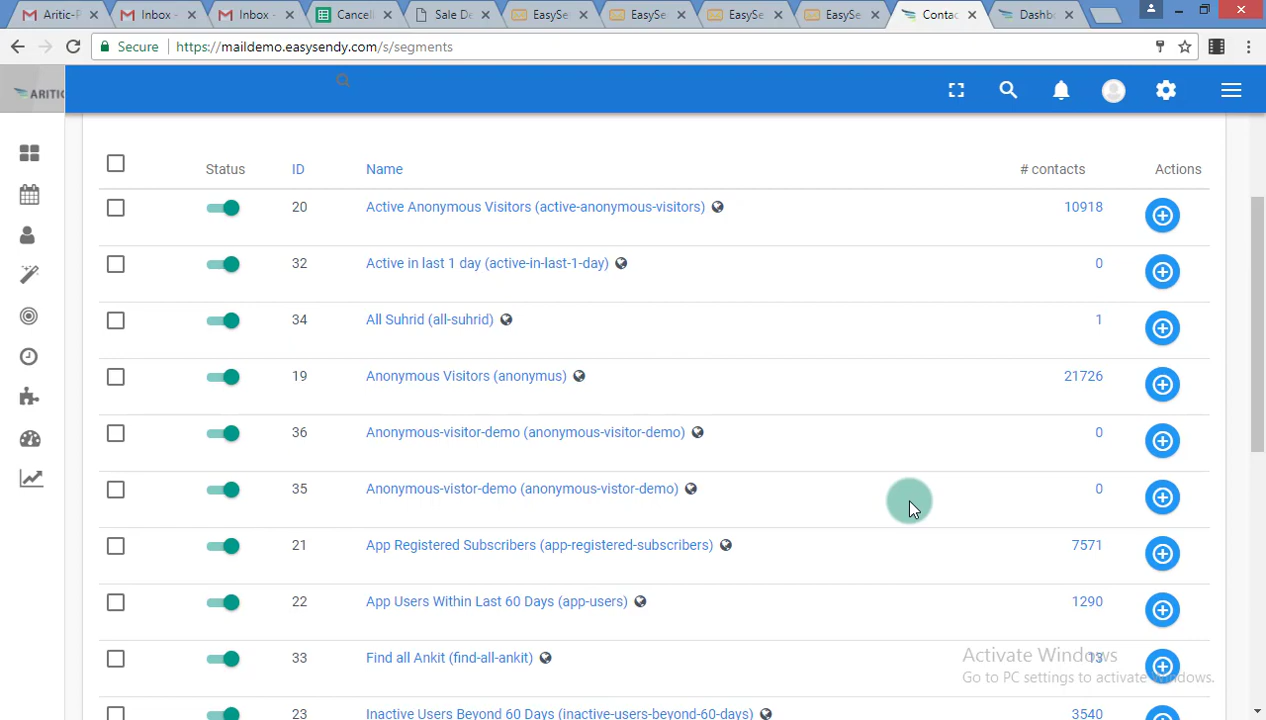 Aritic-P
Inbox -
Inbox -
Cancell
Sale De
EasySe
EasySe
EasySe
EasySe
Contac
Dashbo
Secure
https://maildemo.easysendy.com/s/segments
ARITIC
Status ID Name # contacts Actions
20 Active Anonymous Visitors (active-anonymous-visitors) 10918
32 Active in last 1 day (active-in-last-1-day) 0
34 All Suhrid (all-suhrid) 1
19 Anonymous Visitors (anonymus) 21726
36 Anonymous-visitor-demo (anonymous-visitor-demo) 0
35 Anonymous-vistor-demo (anonymous-vistor-demo) 0
21 App Registered Subscribers (app-registered-subscribers) 7571
22 App Users Within Last 60 Days (app-users) 1290
33 Find all Ankit (find-all-ankit) 13
Activate Windows
Go to PC settings to activate Windows.
23 Inactive Users Beyond 60 Days (inactive-users-beyond-60-days) 3540